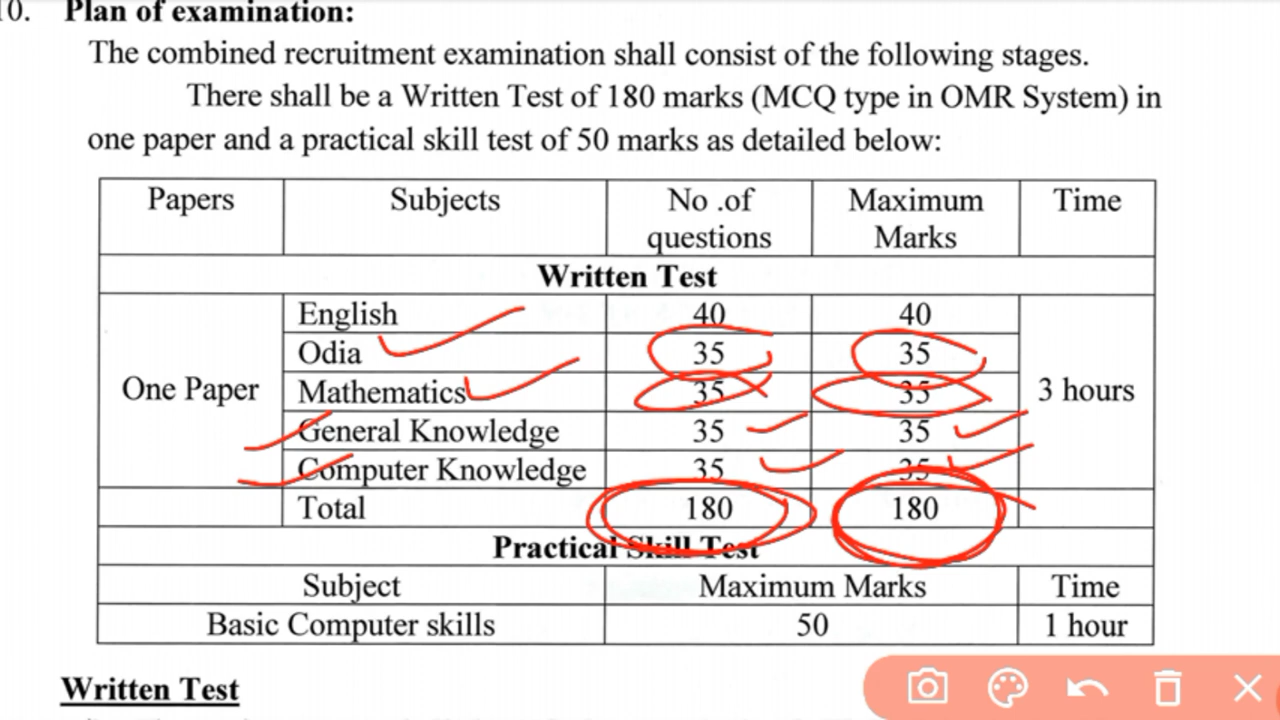 10. Plan of examination:
The combined recruitment examination shall consist of the following stages.
There shall be a Written Test of 180 marks (MCQ type in OMR System) in
one paper and a practical skill test of 50 marks as detailed below:
Papers Subjects No .of questions Maximum Marks Time
Written Test
One Paper English 40 40 3 hours
Odia 35 35
Mathematics 35 35
General Knowledge 35 35
Computer Knowledge 35 35
Total 180 180
Practical Skill Test
Subject Maximum Marks Time
Basic Computer skills 50 1 hour
Written Test